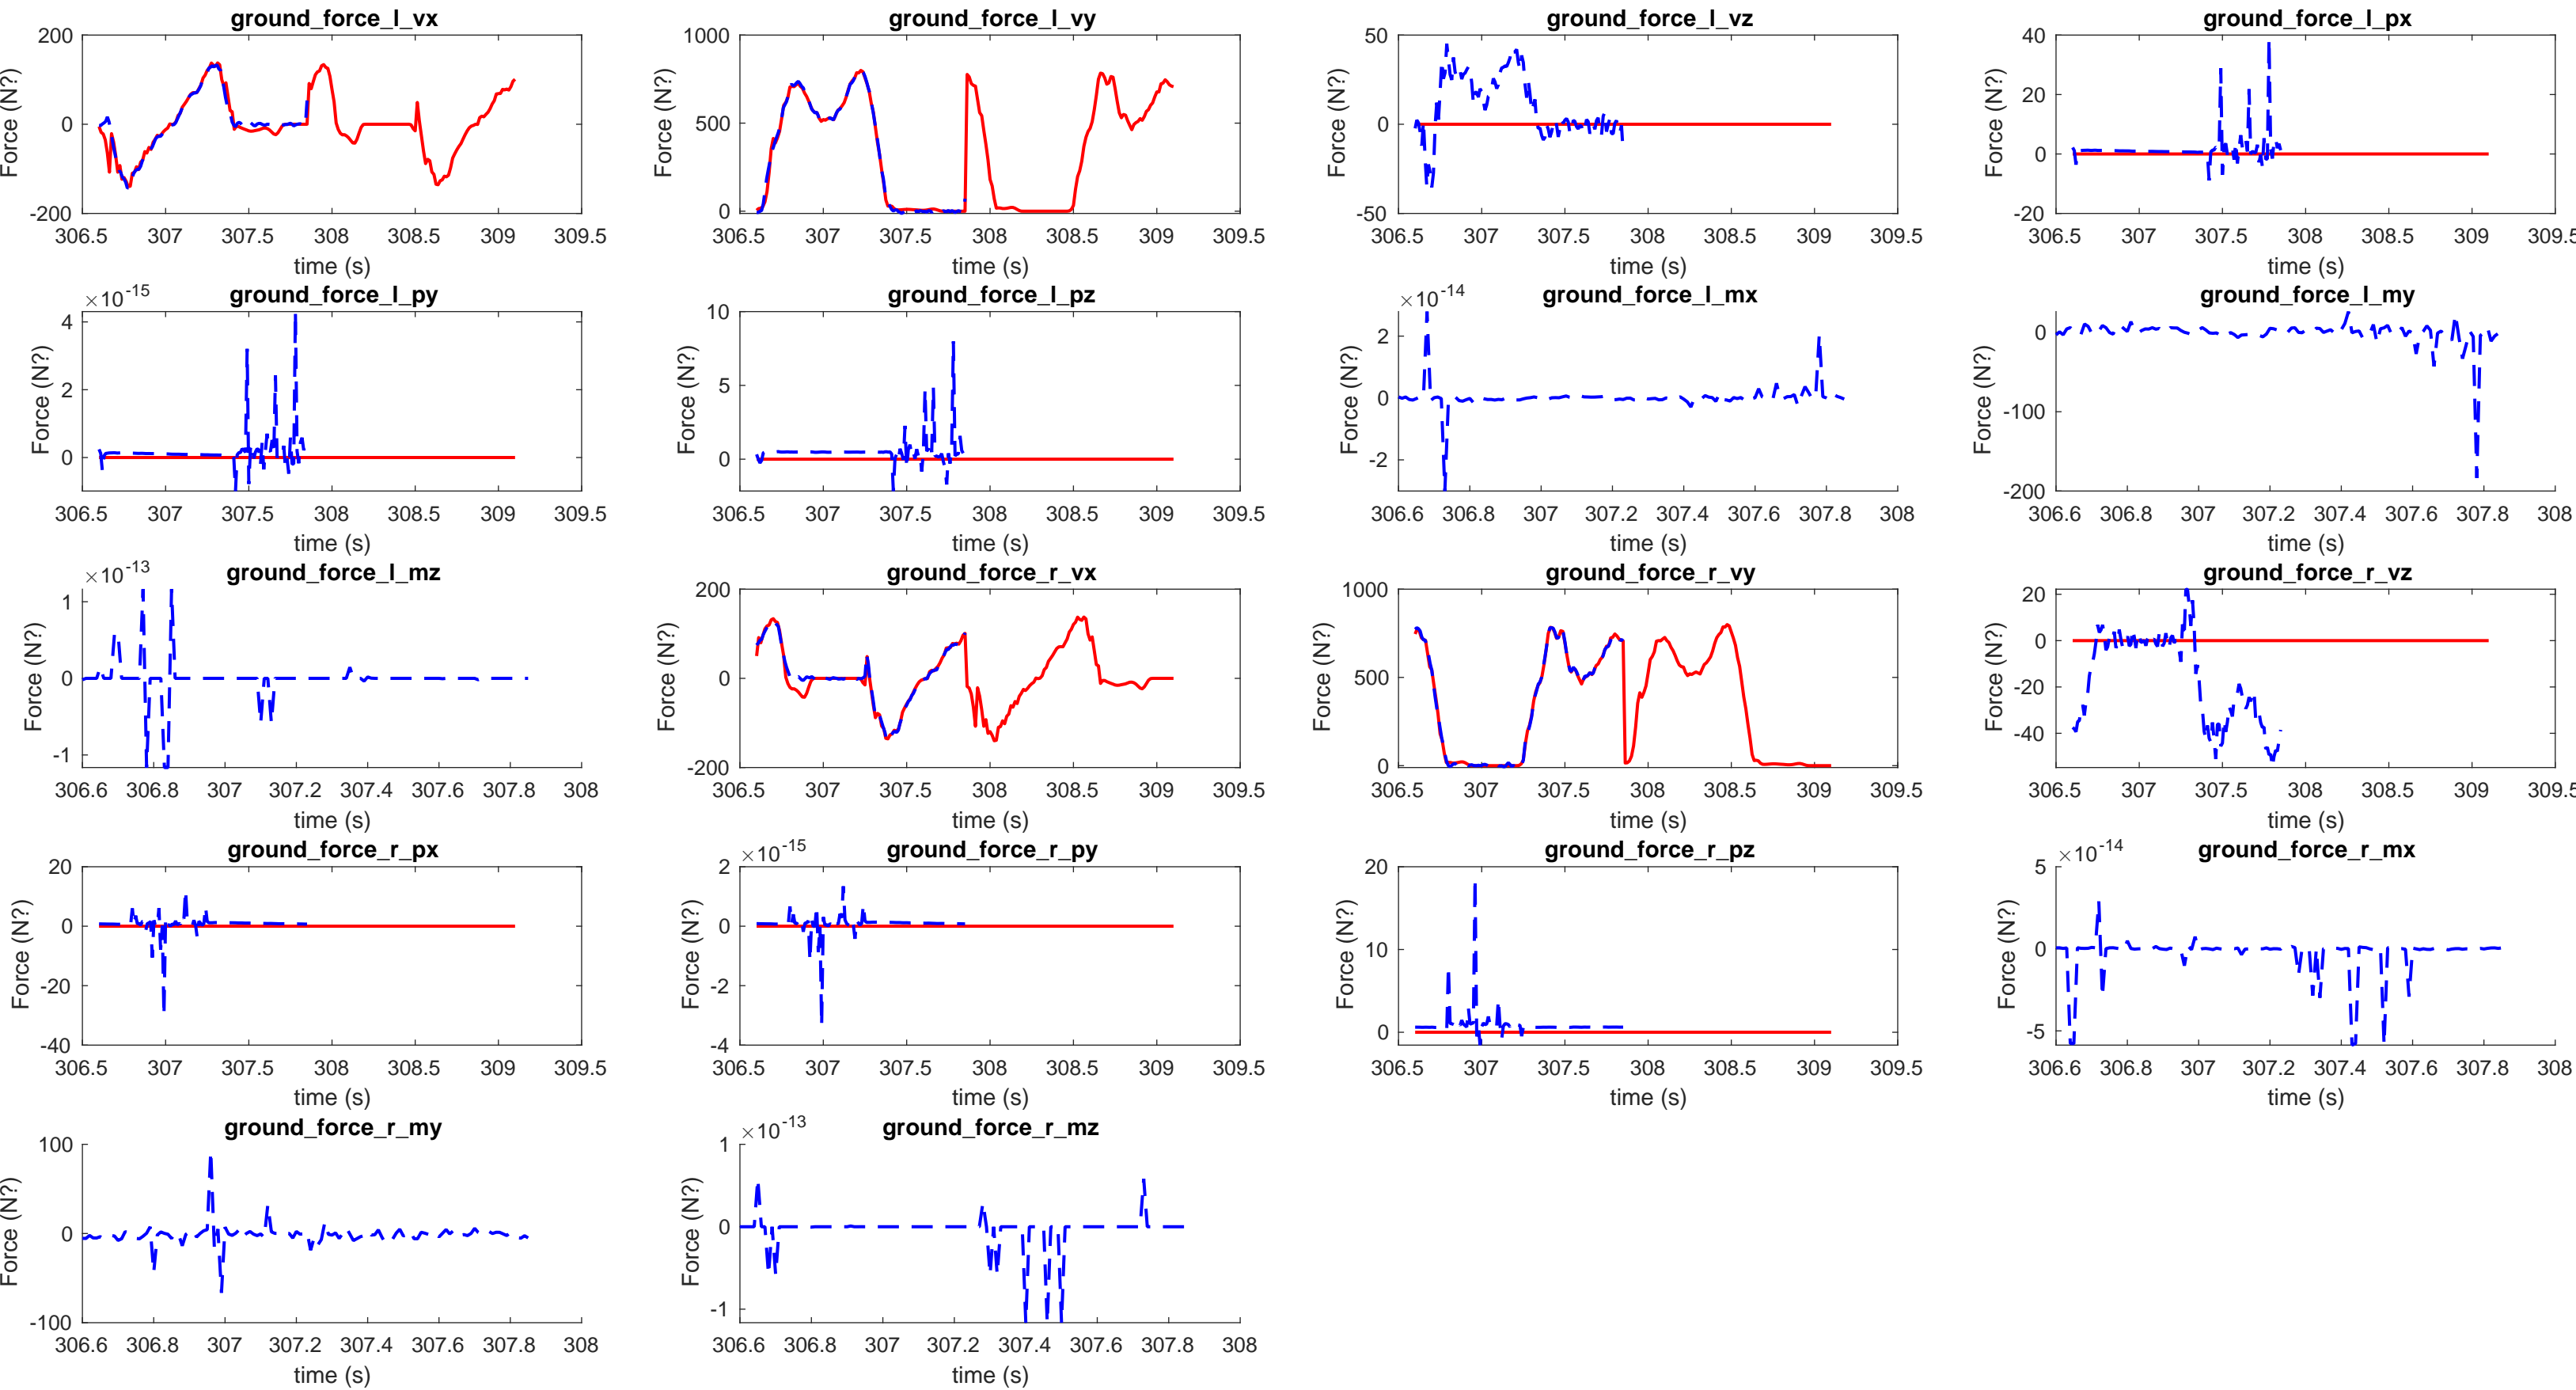 ground_force_l_vx
200
0
-200
Force (N?)
306.5 307 307.5 308 308.5 309 309.5
time (s)
ground_force_l_vy
1000
500
0
Force (N?)
306.5 307 307.5 308 308.5 309 309.5
time (s)
ground_force_l_vz
50
0
-50
Force (N?)
306.5 307 307.5 308 308.5 309 309.5
time (s)
ground_force_l_px
40
20
0
-20
Force (N?)
306.5 307 307.5 308 308.5 309 309.5
time (s)
×10-15
ground_force_l_py
4
2
0
Force (N?)
306.5 307 307.5 308 308.5 309 309.5
time (s)
ground_force_l_pz
10
5
0
Force (N?)
306.5 307 307.5 308 308.5 309 309.5
time (s)
×10-14
ground_force_l_mx
2
0
-2
Force (N?)
306.6 306.8 307 307.2 307.4 307.6 307.8 308
time (s)
ground_force_l_my
0
-100
-200
Force (N?)
306.6 306.8 307 307.2 307.4 307.6 307.8 308
time (s)
×10-13
ground_force_l_mz
1
0
-1
Force (N?)
306.6 306.8 307 307.2 307.4 307.6 307.8 308
time (s)
ground_force_r_vx
200
0
-200
Force (N?)
306.5 307 307.5 308 308.5 309 309.5
time (s)
ground_force_r_vy
1000
500
0
Force (N?)
306.5 307 307.5 308 308.5 309 309.5
time (s)
ground_force_r_vz
20
0
-20
-40
Force (N?)
306.5 307 307.5 308 308.5 309 309.5
time (s)
ground_force_r_px
20
0
-20
-40
Force (N?)
306.5 307 307.5 308 308.5 309 309.5
time (s)
×10-15
ground_force_r_py
2
0
-2
-4
Force (N?)
306.5 307 307.5 308 308.5 309 309.5
time (s)
ground_force_r_pz
20
10
0
Force (N?)
306.5 307 307.5 308 308.5 309 309.5
time (s)
×10-14
ground_force_r_mx
5
0
-5
Force (N?)
306.6 306.8 307 307.2 307.4 307.6 307.8 308
time (s)
ground_force_r_my
100
0
-100
Force (N?)
306.6 306.8 307 307.2 307.4 307.6 307.8 308
time (s)
×10-13
ground_force_r_mz
1
0
-1
Force (N?)
306.6 306.8 307 307.2 307.4 307.6 307.8 308
time (s)